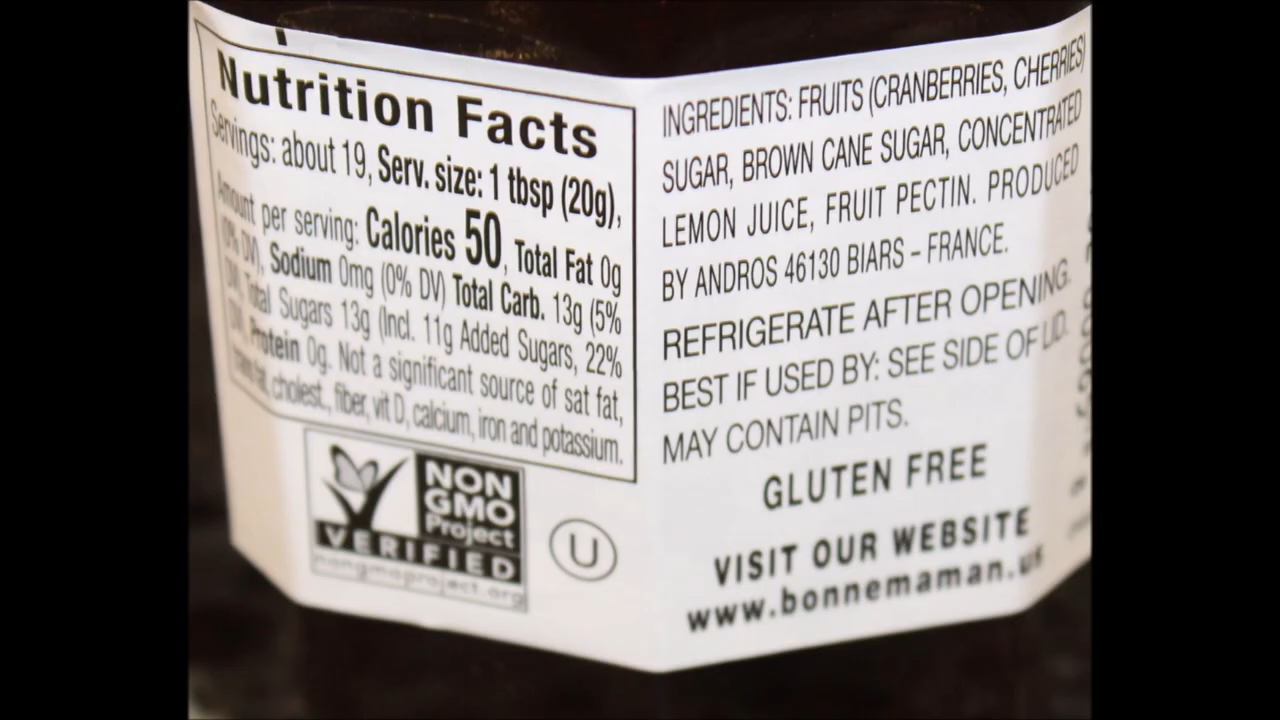 Nutrition Facts
Servings: about 19, Serv. size: 1 tbsp (20g),
Amount per serving: Calories 50, Total Fat 0g
(0% DV), Sodium 0mg (0% DV) Total Carb. 13g (5%
DV), Total Sugars 13g (Incl. 11g Added Sugars, 22%
DV), Protein 0g. Not a significant source of sat fat,
trans fat, cholest., fiber, vit D, calcium, iron and potassium.
NON
GMO
Project
VERIFIED
nongmoproject.org
U
INGREDIENTS: FRUITS (CRANBERRIES, CHERRIES)
SUGAR, BROWN CANE SUGAR, CONCENTRATED
LEMON JUICE, FRUIT PECTIN. PRODUCED
BY ANDROS 46130 BIARS – FRANCE.
REFRIGERATE AFTER OPENING.
BEST IF USED BY: SEE SIDE OF LID.
MAY CONTAIN PITS.
GLUTEN FREE
VISIT OUR WEBSITE
www.bonnemaman.us